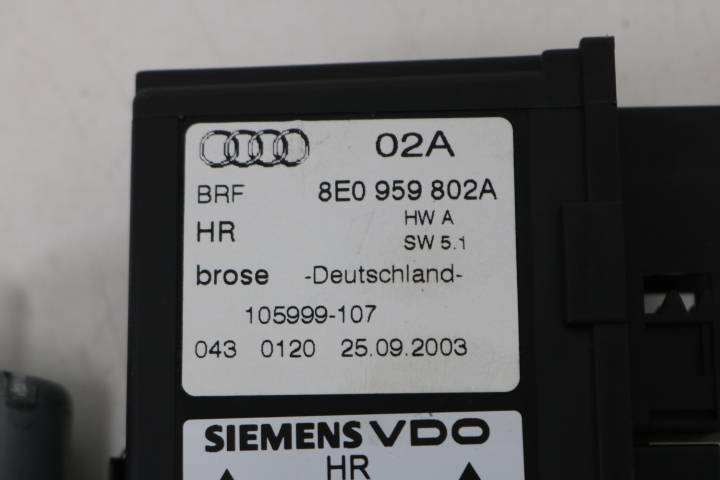 02A
BRF 8E0 959 802A
HR HW A
SW 5.1
brose -Deutschland-
105999-107
043 0120 25.09.2003
SIEMENS VDO
HR